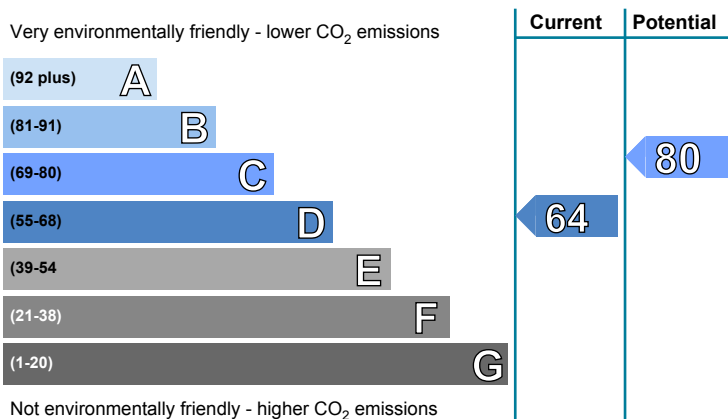 Current Potential
Very environmentally friendly - lower CO2 emissions
(92 plus) A
(81-91) B
80
(69-80) C
(55-68) D
64
(39-54 E
(21-38) F
(1-20) G
Not environmentally friendly - higher CO2 emissions